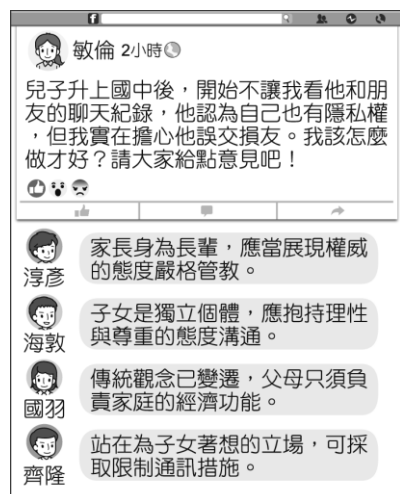 敏倫 2小時
兒子升上國中後，開始不讓我看他和朋
友的聊天紀錄，他認為自己也有隱私權
，但我實在擔心他誤交損友。我該怎麼
做才好？請大家給點意見吧！
淳彥
家長身為長輩，應當展現權威
的態度嚴格管教。
海敦
子女是獨立個體，應抱持理性
與尊重的態度溝通。
國羽
傳統觀念已變遷，父母只須負
責家庭的經濟功能。
齊隆
站在為子女著想的立場，可採
取限制通訊措施。